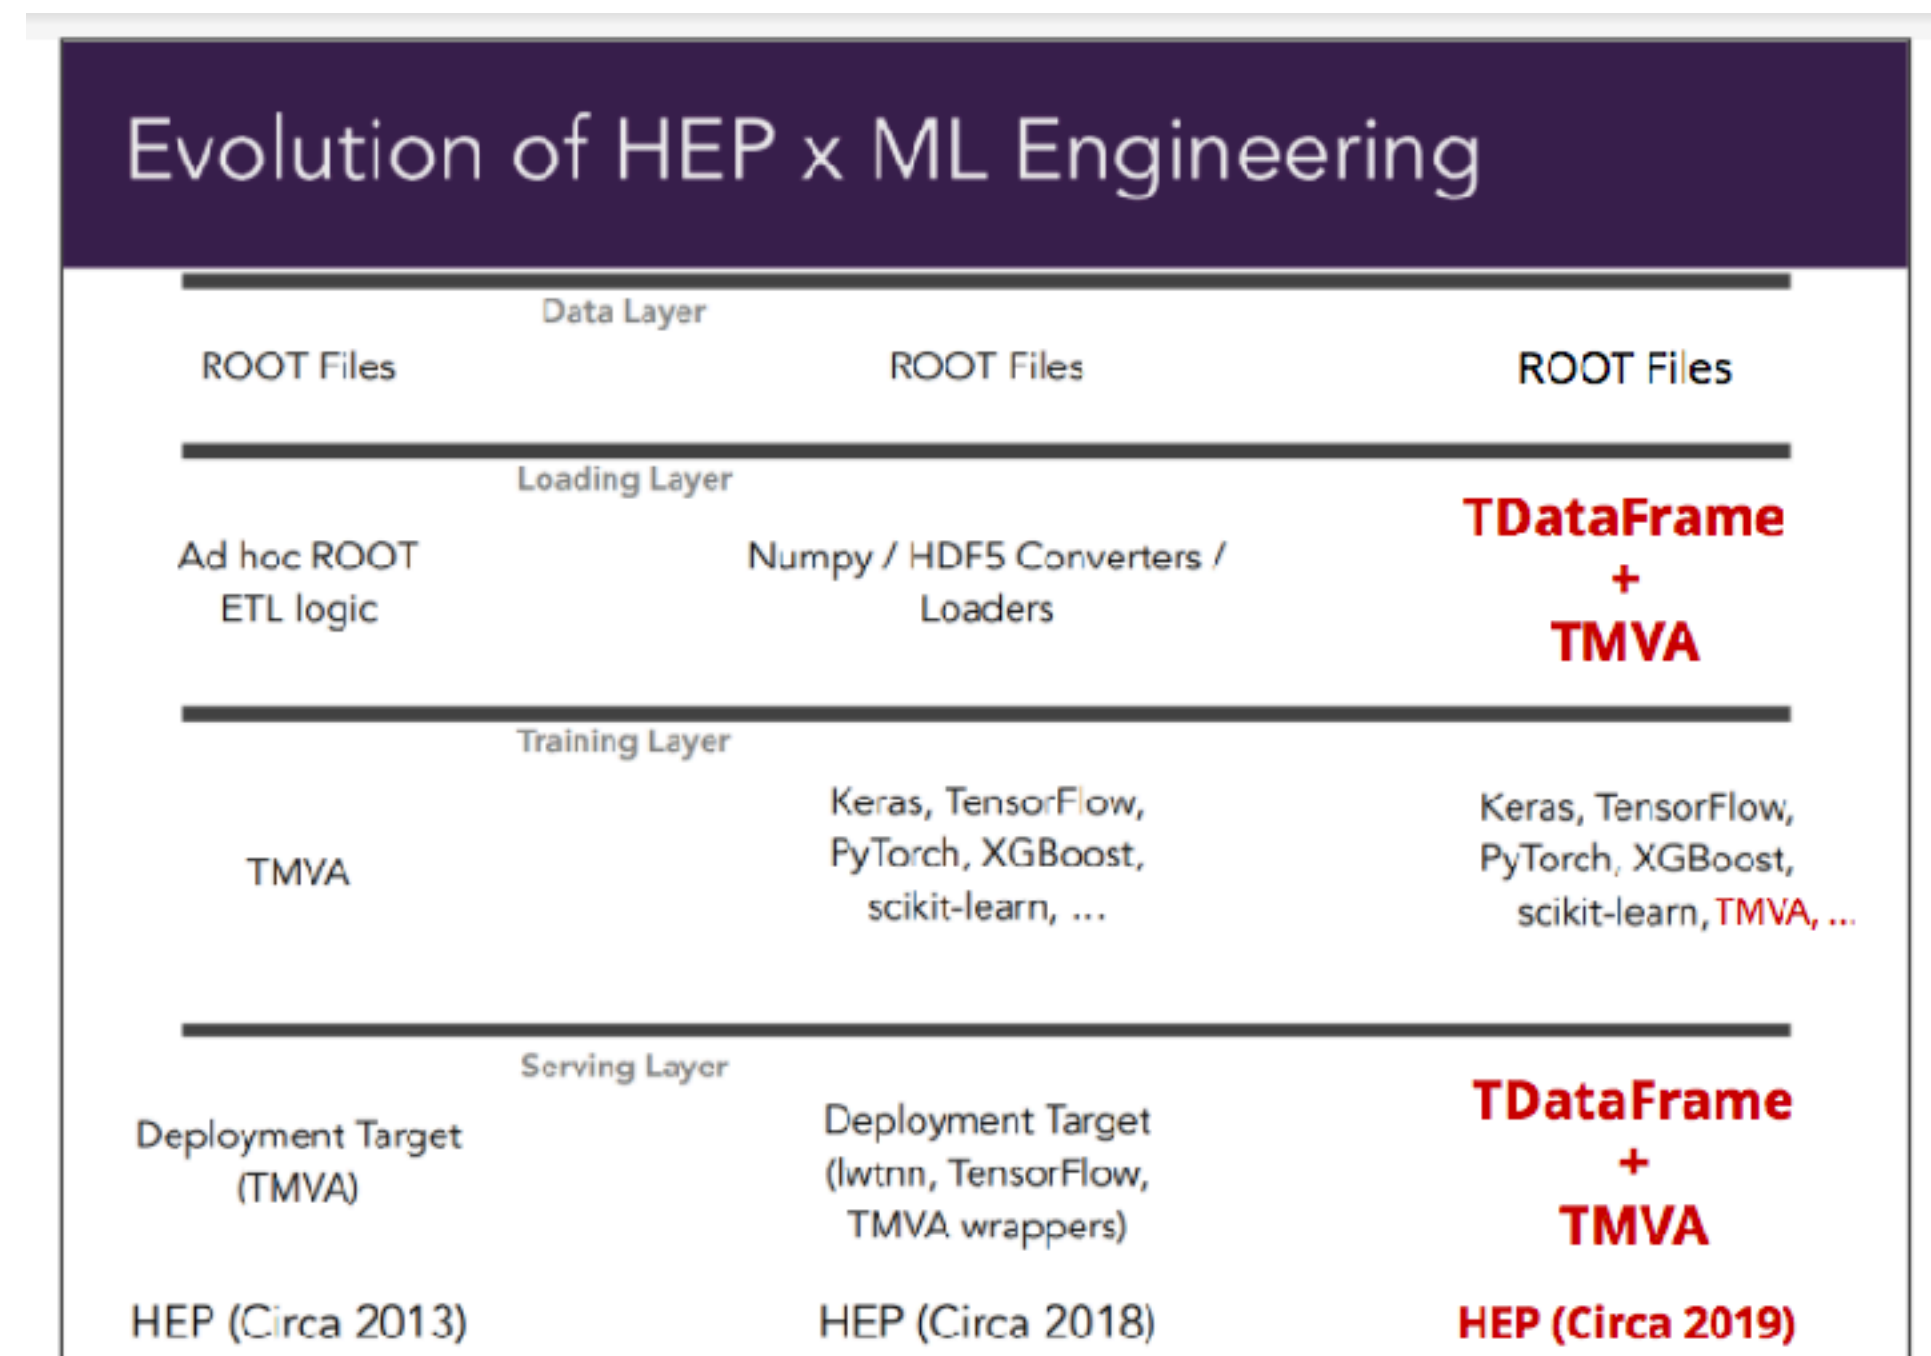 Evolution of HEP x ML Engineering
Data Layer
ROOT Files
ROOT Files
ROOT Files
Loading Layer
Ad hoc ROOT
ETL logic
Numpy / HDF5 Converters /
Loaders
TDataFrame
+
TMVA
Training Layer
TMVA
Keras, TensorFlow,
PyTorch, XGBoost,
scikit-learn, ...
Keras, TensorFlow,
PyTorch, XGBoost,
scikit-learn, TMVA, ...
Serving Layer
Deployment Target
(TMVA)
Deployment Target
(lwtnn, TensorFlow,
TMVA wrappers)
TDataFrame
+
TMVA
HEP (Circa 2013)
HEP (Circa 2018)
HEP (Circa 2019)